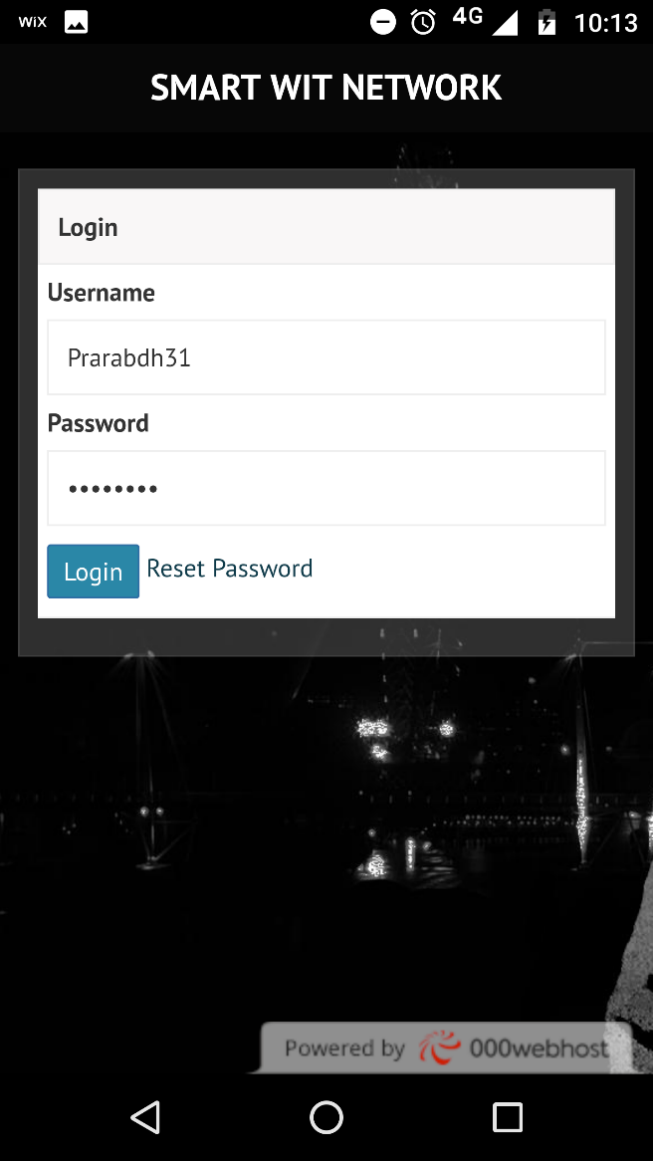 WiX 4G 10:13
SMART WIT NETWORK
Login
Username
Prarabdh31
Password
••••••••
Login Reset Password
Powered by 000webhost